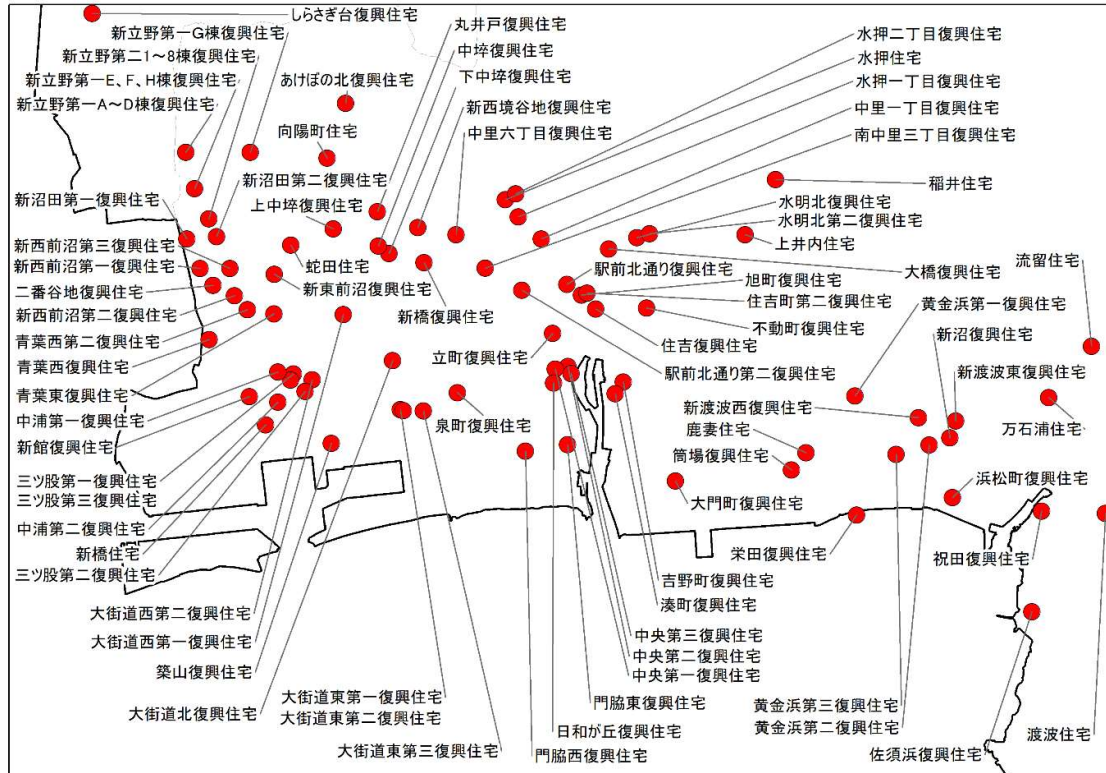 しらさぎ台復興住宅
新立野第一G棟復興住宅
新立野第二1～8棟復興住宅
新立野第一E、F、H棟復興住宅
新立野第一A～D棟復興住宅
あけぼの北復興住宅
向陽町住宅
新沼田第二復興住宅
新沼田第一復興住宅
上中埣復興住宅
新西前沼第三復興住宅
新西前沼第一復興住宅
二番谷地復興住宅
新西前沼第二復興住宅
青葉西第二復興住宅
青葉西復興住宅
青葉東復興住宅
中浦第一復興住宅
新館復興住宅
三ツ股第一復興住宅
三ツ股第三復興住宅
中浦第二復興住宅
新橋住宅
三ツ股第二復興住宅
大街道西第二復興住宅
大街道西第一復興住宅
築山復興住宅
大街道北復興住宅
丸井戸復興住宅
中埣復興住宅
下中埣復興住宅
新西境谷地復興住宅
中里六丁目復興住宅
蛇田住宅
新東前沼復興住宅
新橋復興住宅
立町復興住宅
泉町復興住宅
大街道東第一復興住宅
大街道東第二復興住宅
大街道東第三復興住宅
水押二丁目復興住宅
水押住宅
水押一丁目復興住宅
中里一丁目復興住宅
南中里三丁目復興住宅
稲井住宅
水明北復興住宅
水明北第二復興住宅
上井内住宅
大橋復興住宅
駅前北通り復興住宅
旭町復興住宅
住吉町第二復興住宅
不動町復興住宅
住吉復興住宅
駅前北通り第二復興住宅
流留住宅
黄金浜第一復興住宅
新沼復興住宅
新渡波東復興住宅
新渡波西復興住宅
鹿妻住宅
筒場復興住宅
大門町復興住宅
万石浦住宅
浜松町復興住宅
栄田復興住宅
祝田復興住宅
吉野町復興住宅
湊町復興住宅
中央第三復興住宅
中央第二復興住宅
中央第一復興住宅
門脇東復興住宅
日和が丘復興住宅
門脇西復興住宅
黄金浜第三復興住宅
黄金浜第二復興住宅
佐須浜復興住宅
渡波住宅